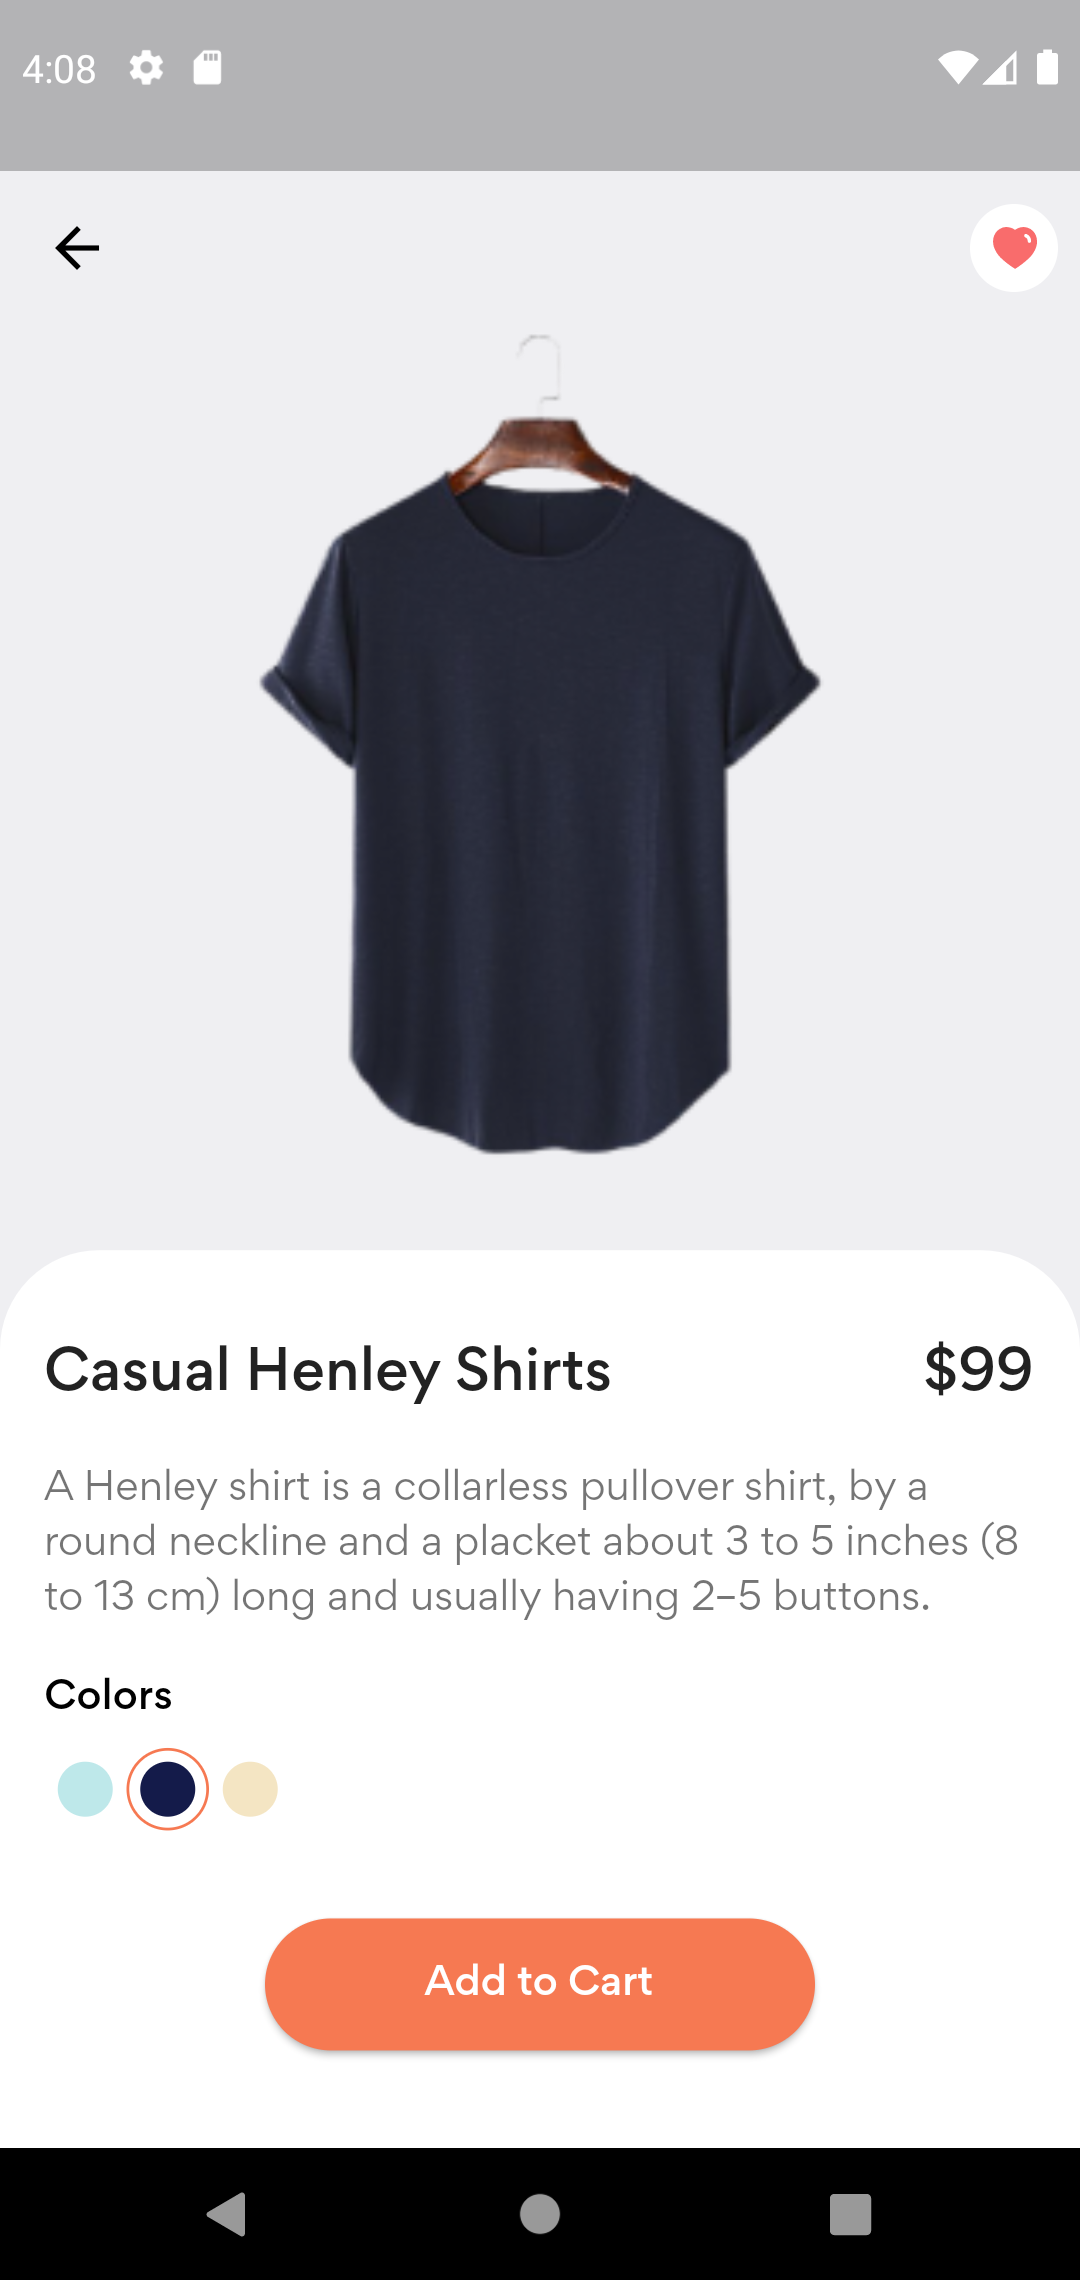 4:08
Casual Henley Shirts
$99
A Henley shirt is a collarless pullover shirt, by a
round neckline and a placket about 3 to 5 inches (8
to 13 cm) long and usually having 2–5 buttons.
Colors
Add to Cart